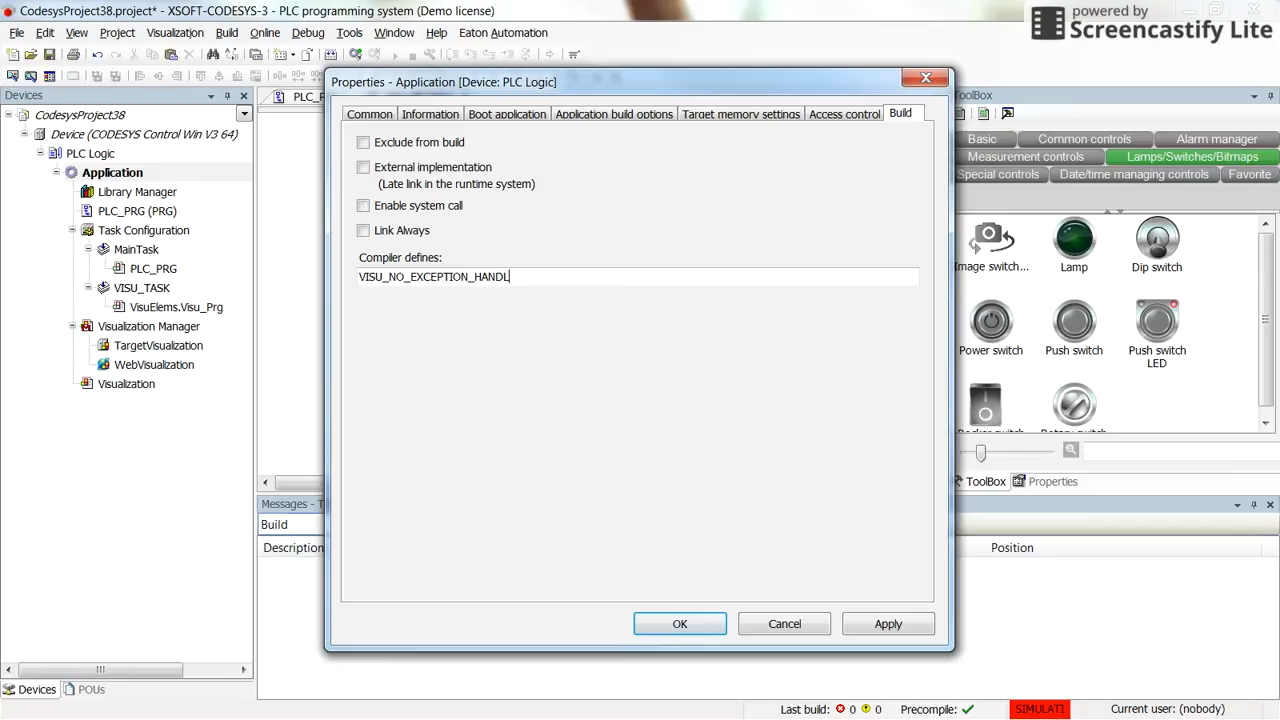 CodesysProject38.project* - XSOFT-CODESYS-3 - PLC programming system (Demo license)
powered by
Screencastify Lite
File Edit View Project Visualization Build Online Debug Tools Window Help Eaton Automation
Devices
CodesysProject38
Device (CODESYS Control Win V3 64)
PLC Logic
Application
Library Manager
PLC_PRG (PRG)
Task Configuration
MainTask
PLC_PRG
VISU_TASK
VisuElems.Visu_Prg
Visualization Manager
TargetVisualization
WebVisualization
Visualization
Devices POUs
PLC_P
Properties - Application [Device: PLC Logic]
Common Information Boot application Application build options Target memory settings Access control Build
Exclude from build
External implementation
(Late link in the runtime system)
Enable system call
Link Always
Compiler defines:
VISU_NO_EXCEPTION_HANDL
OK Cancel Apply
ToolBox
Basic Common controls Alarm manager
Measurement controls Lamps/Switches/Bitmaps
Special controls Date/time managing controls Favorite
Image switch... Lamp Dip switch
Power switch Push switch Push switch
LED
ToolBox Properties
Messages - T
Build
Description Position
Last build: 0 0 Precompile: SIMULATI Current user: (nobody)